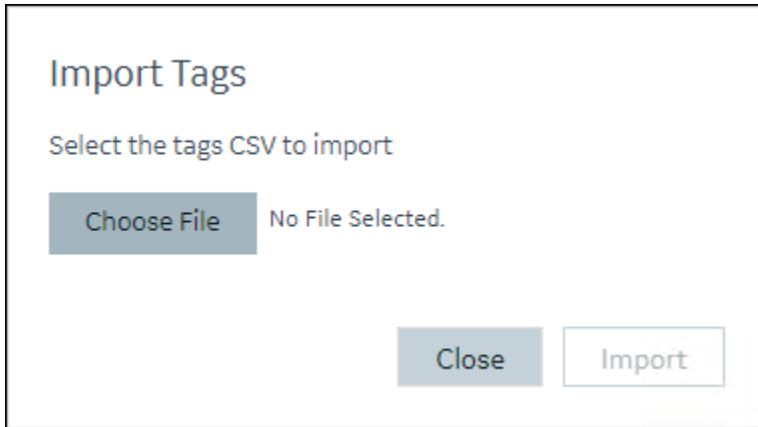 Import Tags
Select the tags CSV to import
Choose File No File Selected.
Close Import